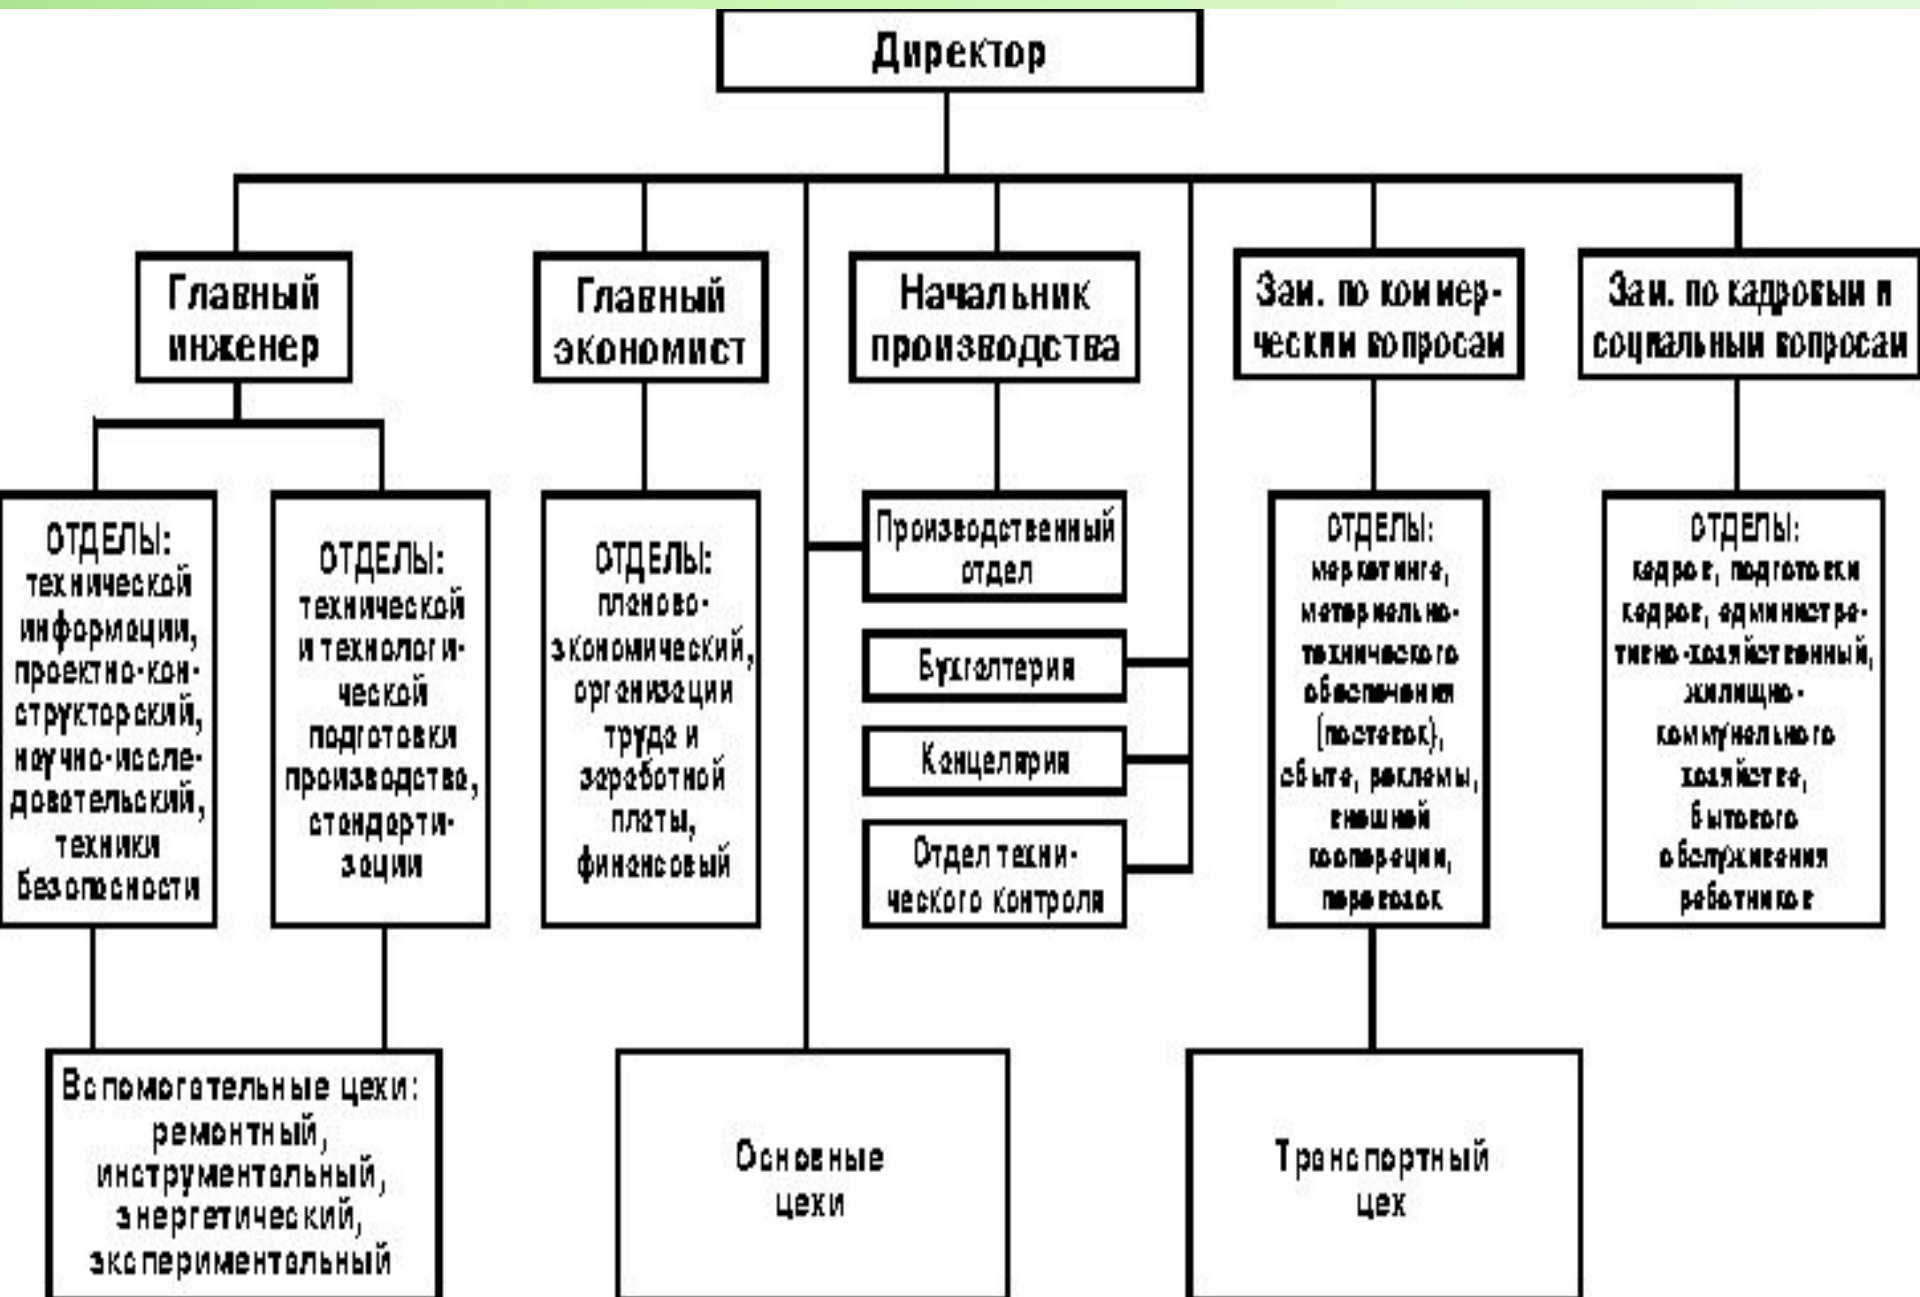 Директор
Главный
инженер
Главный
экономист
Начальник
производства
Зам. по коммер-
ческим вопросам
Зам. по кадровым и
социальным вопросам
ОТДЕЛЫ:
технической
информации,
проектно-кон-
структорский,
научно-иссле-
довательский,
техники
безопасности
ОТДЕЛЫ:
технической
и технологи-
ческой
подготовки
производства,
стандарти-
зации
ОТДЕЛЫ:
планово-
экономический,
организации
труда и
заработной
платы,
финансовый
Производственный
отдел
Бухгалтерия
Канцелярия
Отдел техни-
ческого контроля
ОТДЕЛЫ:
маркетинга,
материально-
технического
обеспечения
(поставок),
сбыта, рекламы,
внешней
кооперации,
перевозок
ОТДЕЛЫ:
кадров, подготовки
кадров, администра-
тивно-хозяйственный,
жилищно-
коммунального
хозяйства,
бытового
обслуживания
работников
Вспомогательные цехи:
ремонтный,
инструментальный,
энергетический,
экспериментальный
Основные
цехи
Транспортный
цех